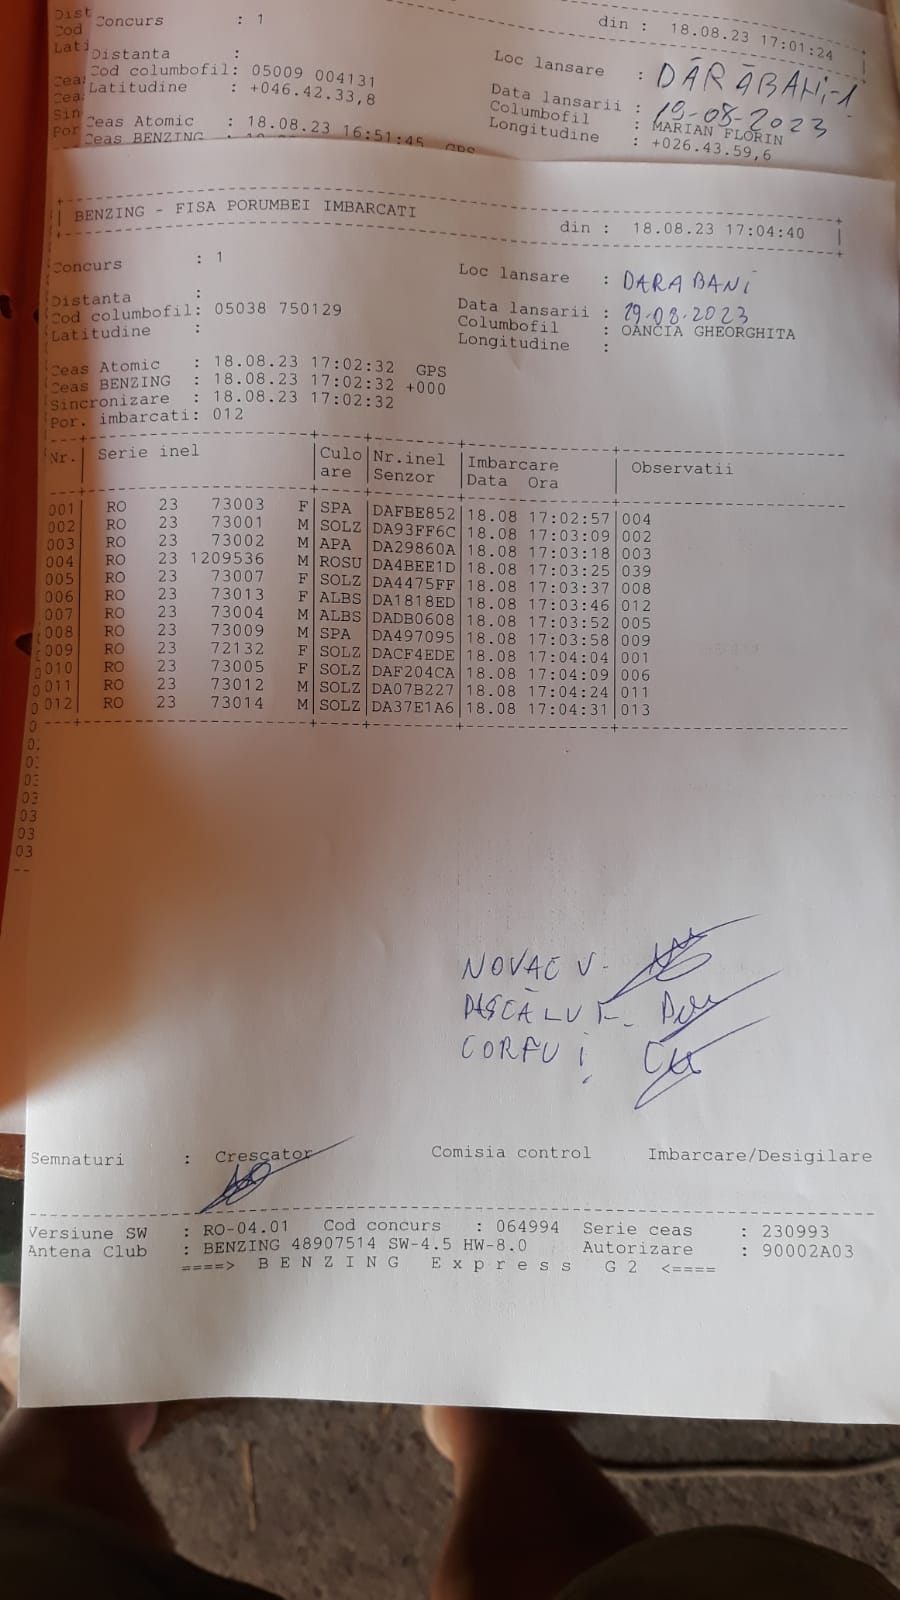 Dist
Cod
Lati
Concurs : 1 din : 18.08.23 17:01:24
Distanta : Loc lansare : DĂRĂBANi-1
Cod columbofil: 05009 004131 Data lansarii : 19-08-2023
Latitudine : +046.42.33,8 Columbofil : MARIAN FLORIN
Longitudine : +026.43.59,6
Ceas Atomic : 18.08.23 16:51:45 GPS
Ceas BENZING
BENZING - FISA PORUMBEI IMBARCATI din : 18.08.23 17:04:40
Concurs : 1 Loc lansare : DARABANi
Distanta : Data lansarii : 19.08.2023
Cod columbofil: 05038 750129 Columbofil : OANCIA GHEORGHITA
Latitudine : Longitudine :
Ceas Atomic : 18.08.23 17:02:32 GPS
Ceas BENZING : 18.08.23 17:02:32 +000
Sincronizare : 18.08.23 17:02:32
Por. imbarcati: 012
Nr. Serie inel Culo are Nr.inel Senzor Imbarcare Data Ora Observatii
001 RO 23 73003 F SPA DAFBE852 18.08 17:02:57 004
002 RO 23 73001 M SOLZ DA93FF6C 18.08 17:03:09 002
003 RO 23 73002 M APA DA29860A 18.08 17:03:18 003
004 RO 23 1209536 M ROSU DA4BEE1D 18.08 17:03:25 039
005 RO 23 73007 F SOLZ DA4475FF 18.08 17:03:37 008
006 RO 23 73013 F ALBS DA1818ED 18.08 17:03:46 012
007 RO 23 73004 M ALBS DADB0608 18.08 17:03:52 005
008 RO 23 73009 M SPA DA497095 18.08 17:03:58 009
009 RO 23 72132 F SOLZ DACF4EDE 18.08 17:04:04 001
010 RO 23 73005 F SOLZ DAF204CA 18.08 17:04:09 006
011 RO 23 73012 M SOLZ DA07B227 18.08 17:04:24 011
012 RO 23 73014 M SOLZ DA37E1A6 18.08 17:04:31 013
NOVAC V.
DASCĂLU F.
CORFU i
Semnaturi : Crescator Comisia control Imbarcare/Desigilare
Versiune SW : RO-04.01 Cod concurs : 064994 Serie ceas : 230993
Antena Club : BENZING 48907514 SW-4.5 HW-8.0 Autorizare : 90002A03
====> B E N Z I N G E x p r e s s G 2 <====